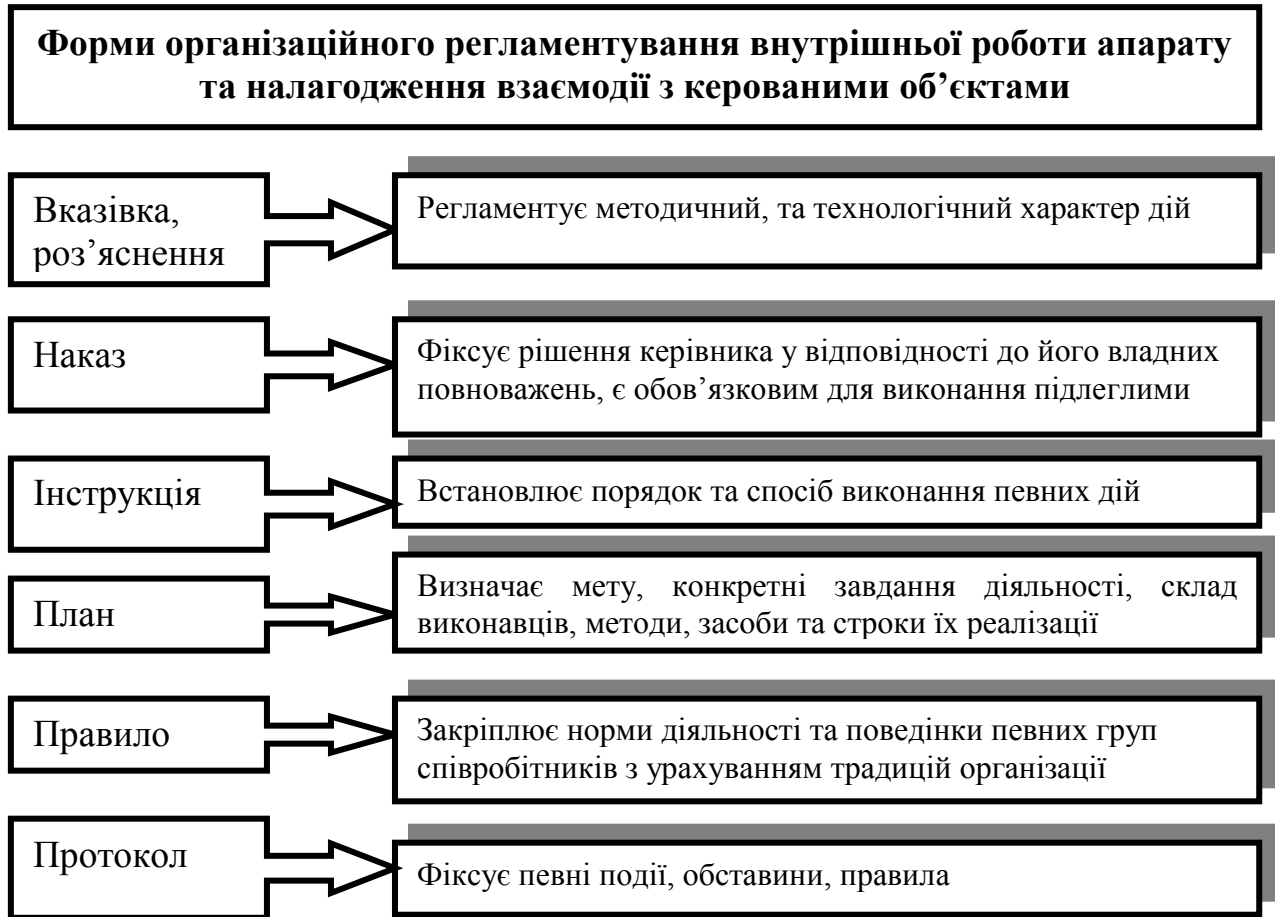 Форми організаційного регламентування внутрішньої роботи апарату
та налагодження взаємодії з керованими об’єктами
Вказівка,
роз’яснення
Регламентує методичний, та технологічний характер дій
Наказ
Фіксує рішення керівника у відповідності до його владних
повноважень, є обов’язковим для виконання підлеглими
Інструкція
Встановлює порядок та спосіб виконання певних дій
План
Визначає мету, конкретні завдання діяльності, склад
виконавців, методи, засоби та строки їх реалізації
Правило
Закріплює норми діяльності та поведінки певних груп
співробітників з урахуванням традицій організації
Протокол
Фіксує певні події, обставини, правила